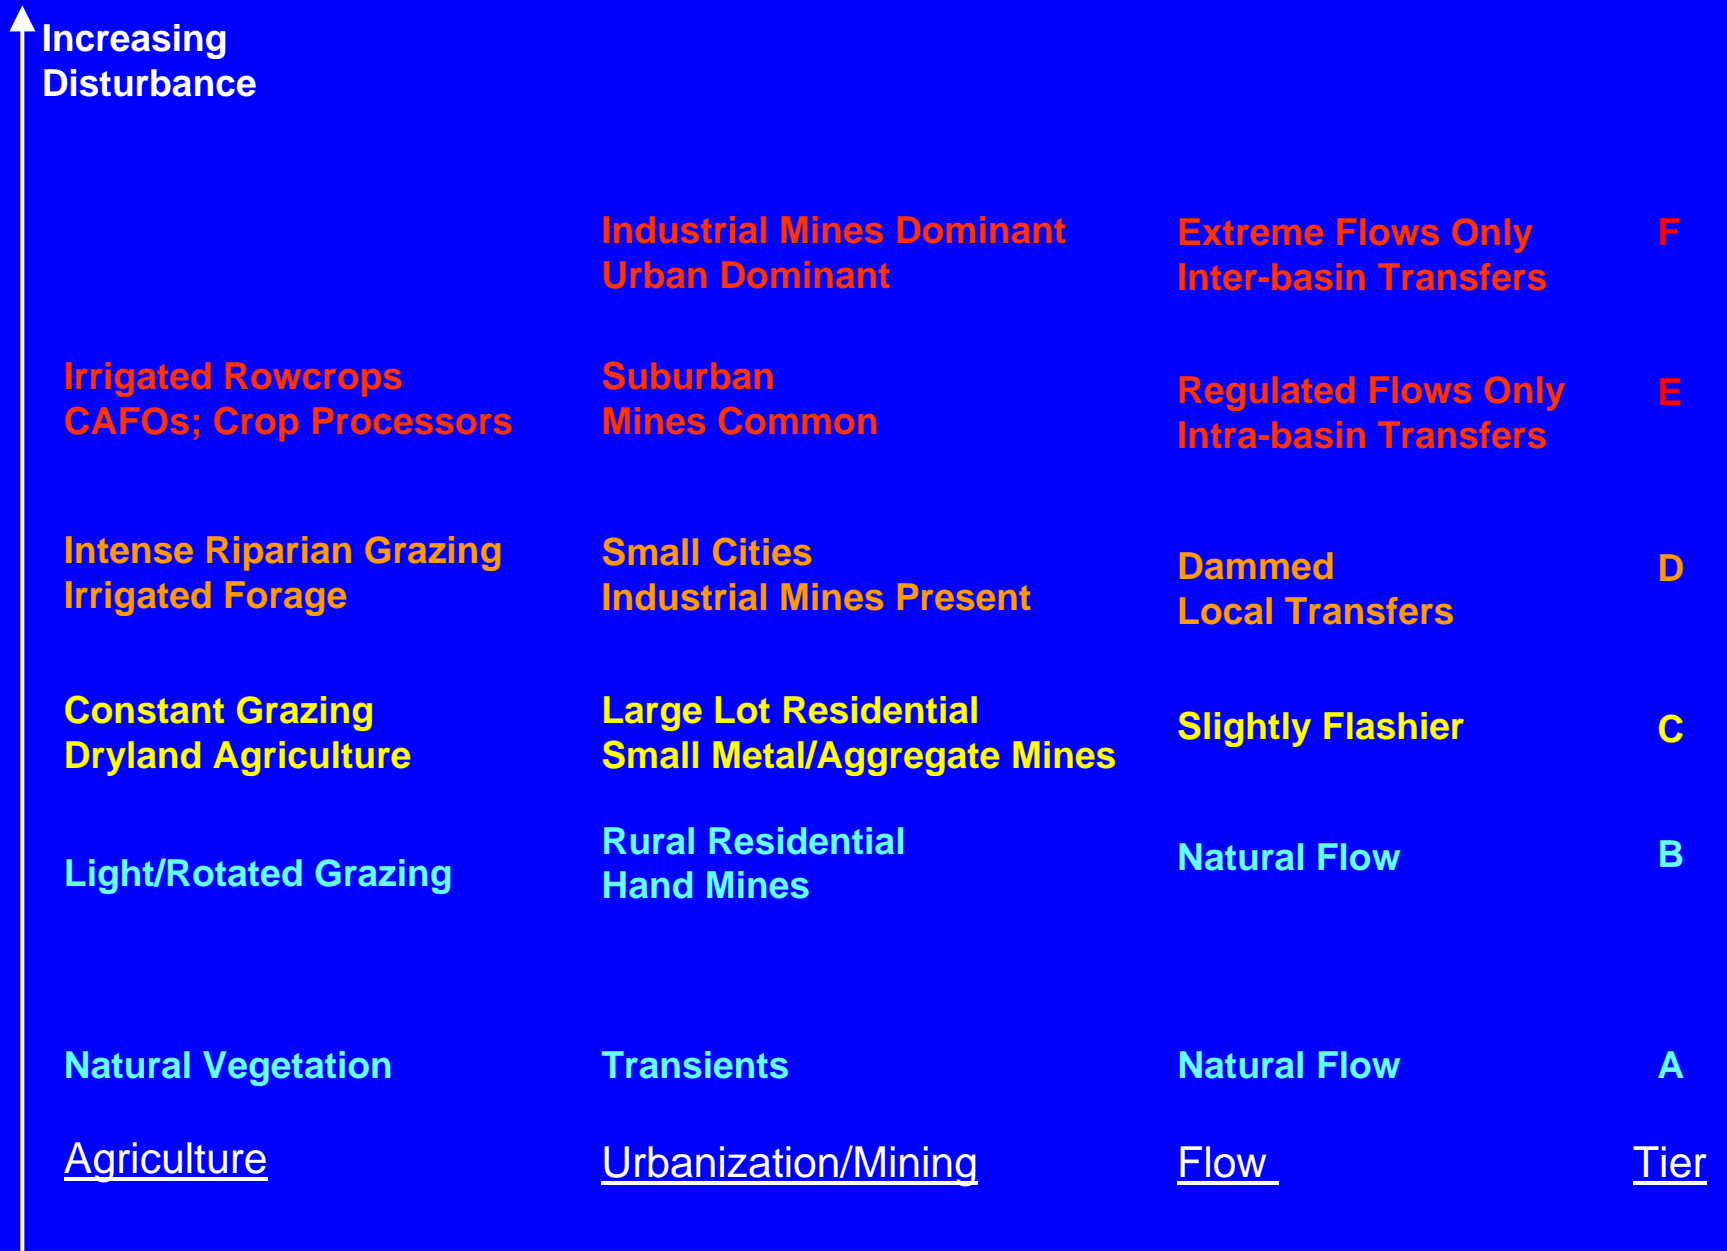 Increasing
Disturbance
Industrial Mines Dominant
Urban Dominant
Extreme Flows Only
Inter-basin Transfers
F
Irrigated Rowcrops
CAFOs; Crop Processors
Suburban
Mines Common
Regulated Flows Only
Intra-basin Transfers
E
Intense Riparian Grazing
Irrigated Forage
Small Cities
Industrial Mines Present
Dammed
Local Transfers
D
Constant Grazing
Dryland Agriculture
Large Lot Residential
Small Metal/Aggregate Mines
Slightly Flashier
C
Light/Rotated Grazing
Rural Residential
Hand Mines
Natural Flow
B
Natural Vegetation
Transients
Natural Flow
A
Agriculture
Urbanization/Mining
Flow
Tier